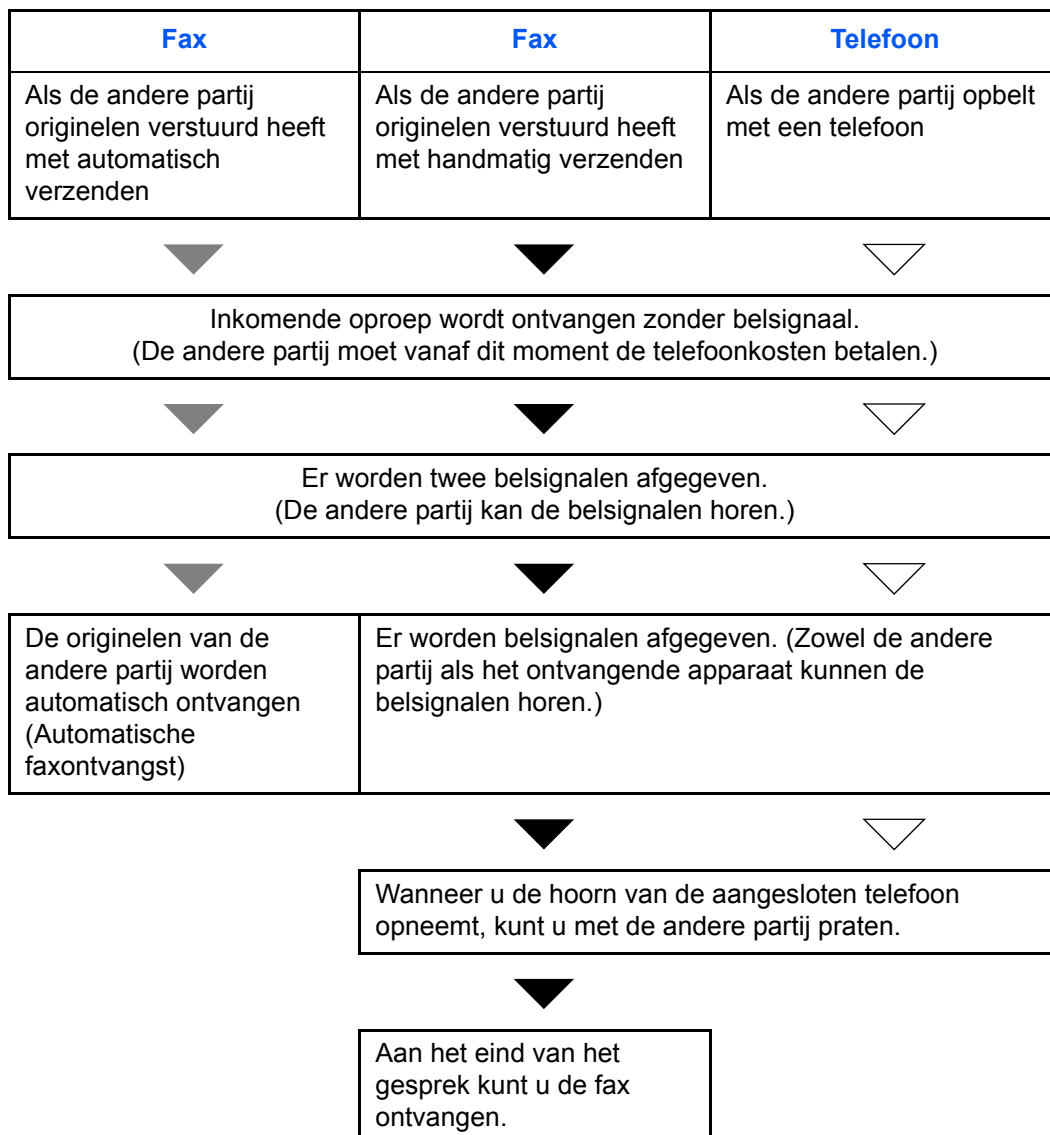 Fax
Fax
Telefoon
Als de andere partij
originelen verstuurd heeft
met automatisch
verzenden
Als de andere partij
originelen verstuurd heeft
met handmatig verzenden
Als de andere partij opbelt
met een telefoon
Inkomende oproep wordt ontvangen zonder belsignaal.
(De andere partij moet vanaf dit moment de telefoonkosten betalen.)
Er worden twee belsignalen afgegeven.
(De andere partij kan de belsignalen horen.)
De originelen van de
andere partij worden
automatisch ontvangen
(Automatische
faxontvangst)
Er worden belsignalen afgegeven. (Zowel de andere
partij als het ontvangende apparaat kunnen de
belsignalen horen.)
Wanneer u de hoorn van de aangesloten telefoon
opneemt, kunt u met de andere partij praten.
Aan het eind van het
gesprek kunt u de fax
ontvangen.